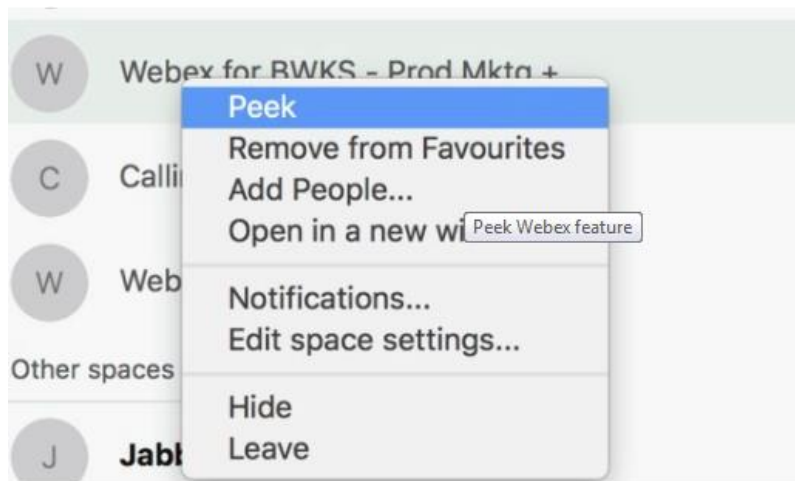 W
Webex for BWKS - Prod Mktg +
Peek
Remove from Favourites
C
Add People...
Open in a new
Peek Webex feature
W
Notifications...
Edit space settings...
Other spaces
Hide
J
Leave